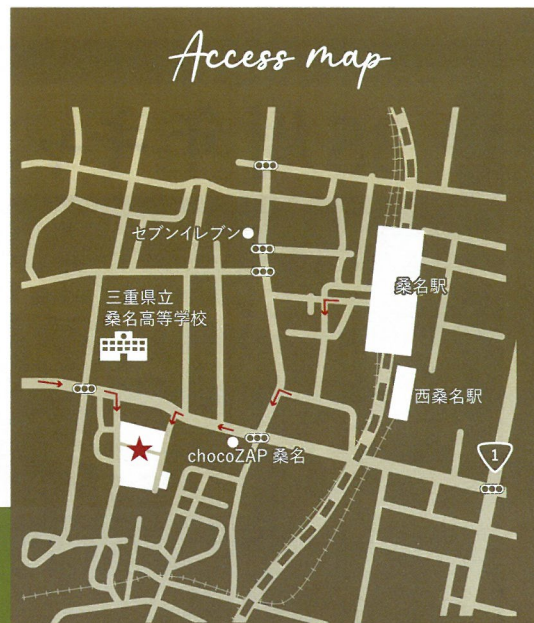 Access map
セブンイレブン
桑名駅
三重県立
桑名高等学校
西桑名駅
chocoZAP 桑名
1